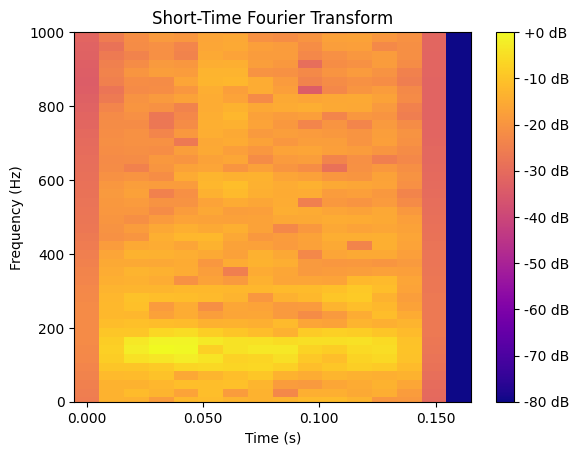 Short-Time Fourier Transform
1000
800
600
400
200
0
Frequency (Hz)
0.000
0.050
0.100
0.150
Time (s)
+0 dB
-10 dB
-20 dB
-30 dB
-40 dB
-50 dB
-60 dB
-70 dB
-80 dB